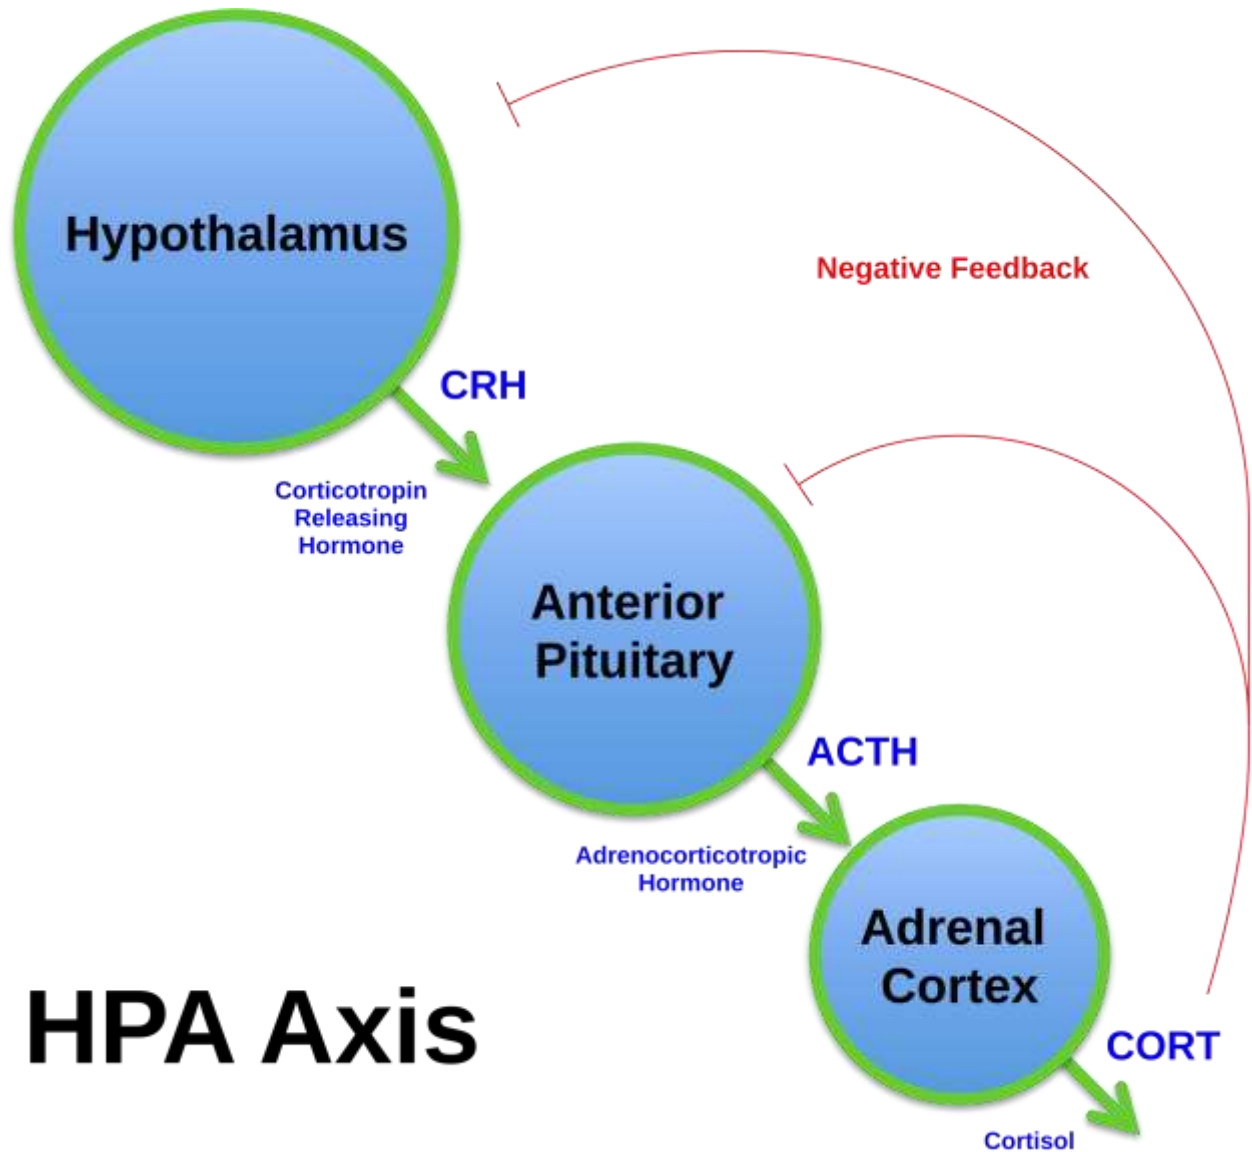 Hypothalamus
Negative Feedback
CRH
Corticotropin
Releasing
Hormone
Anterior
Pituitary
ACTH
Adrenocorticotropic
Hormone
Adrenal
Cortex
HPA Axis
CORT
Cortisol